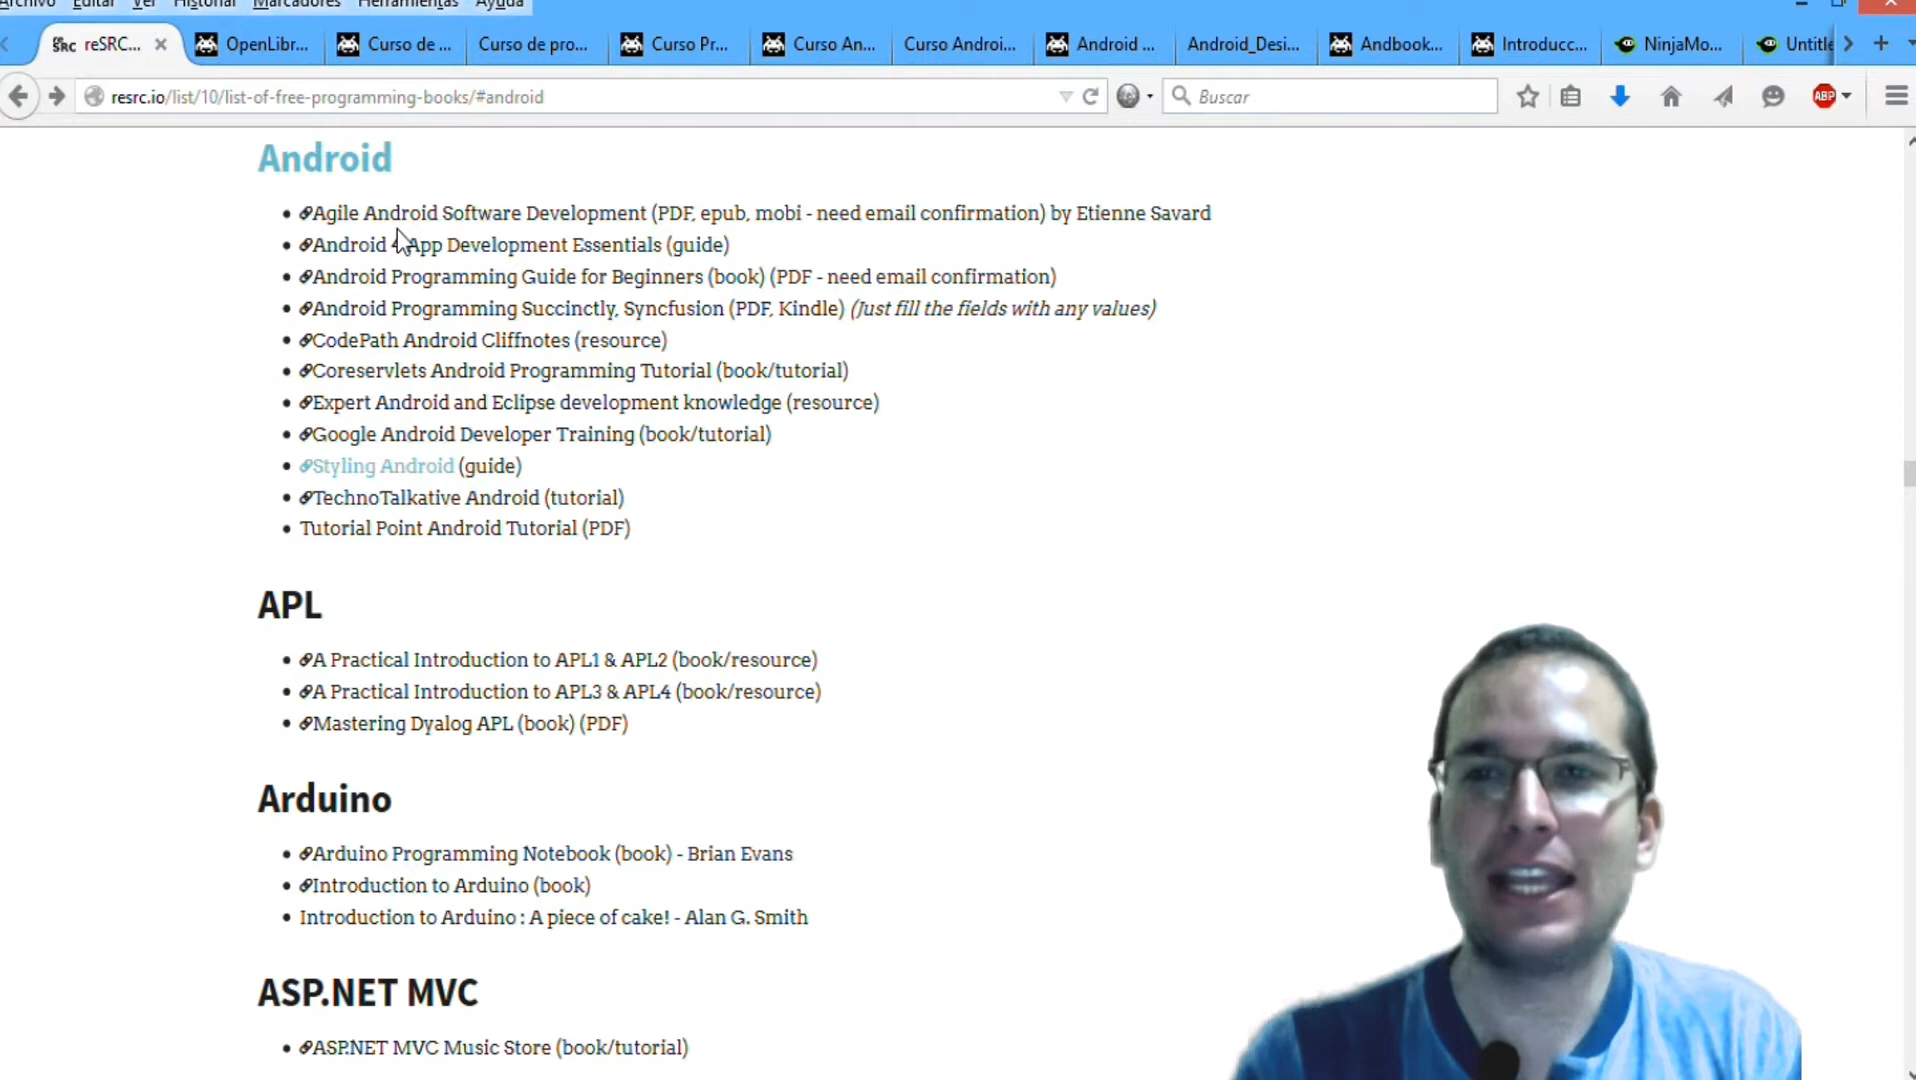 Archivo Editar Ver Historial Marcadores Herramientas Ayuda
reSRC... OpenLibr... Curso de ... Curso de pro... Curso Pr... Curso An... Curso Androi... Android ... Android_Desi... Andbook... Introducc... NinjaMo... Untitle
resrc.io/list/10/list-of-free-programming-books/#android Buscar ABP
Android
Agile Android Software Development (PDF, epub, mobi - need email confirmation) by Etienne Savard
Android 4 App Development Essentials (guide)
Android Programming Guide for Beginners (book) (PDF - need email confirmation)
Android Programming Succinctly, Syncfusion (PDF, Kindle) (Just fill the fields with any values)
CodePath Android Cliffnotes (resource)
Coreservlets Android Programming Tutorial (book/tutorial)
Expert Android and Eclipse development knowledge (resource)
Google Android Developer Training (book/tutorial)
Styling Android (guide)
TechnoTalkative Android (tutorial)
Tutorial Point Android Tutorial (PDF)
APL
A Practical Introduction to APL1 & APL2 (book/resource)
A Practical Introduction to APL3 & APL4 (book/resource)
Mastering Dyalog APL (book) (PDF)
Arduino
Arduino Programming Notebook (book) - Brian Evans
Introduction to Arduino (book)
Introduction to Arduino : A piece of cake! - Alan G. Smith
ASP.NET MVC
ASP.NET MVC Music Store (book/tutorial)